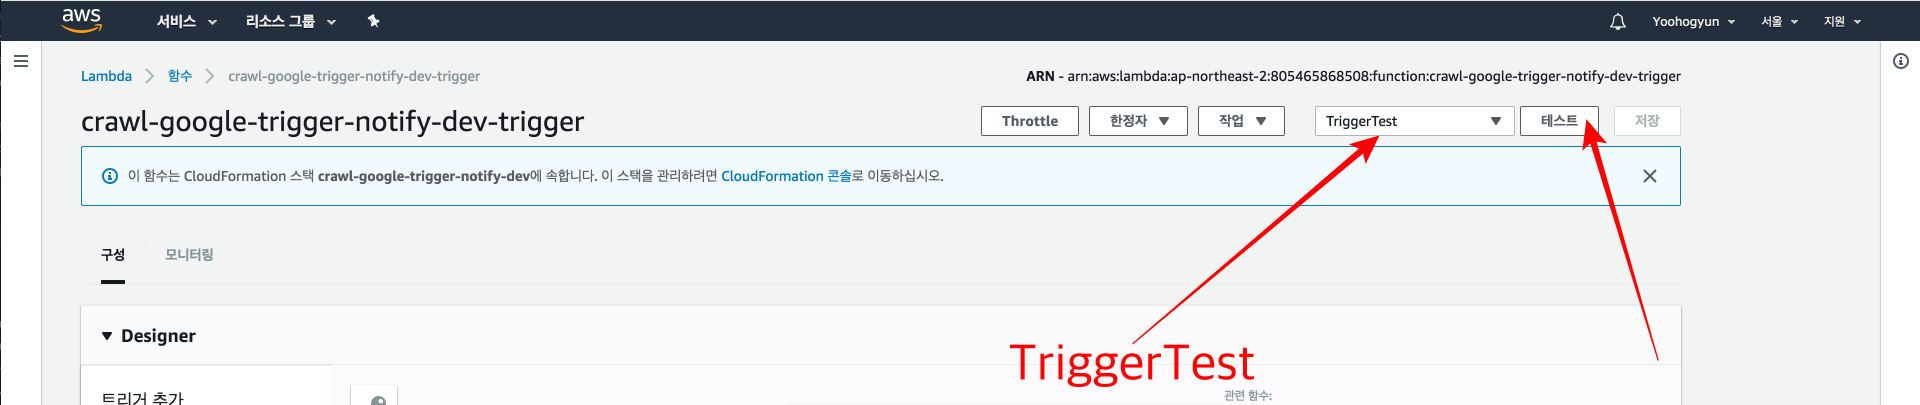 aws 서비스 리소스 그룹 Yoohogyun 서울 지원
Lambda 함수 crawl-google-trigger-notify-dev-trigger ARN - arn:aws:lambda:ap-northeast-2:805465868508:function:crawl-google-trigger-notify-dev-trigger
crawl-google-trigger-notify-dev-trigger Throttle 한정자 작업 TriggerTest 테스트 저장
이 함수는 CloudFormation 스택 crawl-google-trigger-notify-dev에 속합니다. 이 스택을 관리하려면 CloudFormation 콘솔로 이동하십시오.
구성 모니터링
Designer
TriggerTest
트리거 추가 관련 함수: